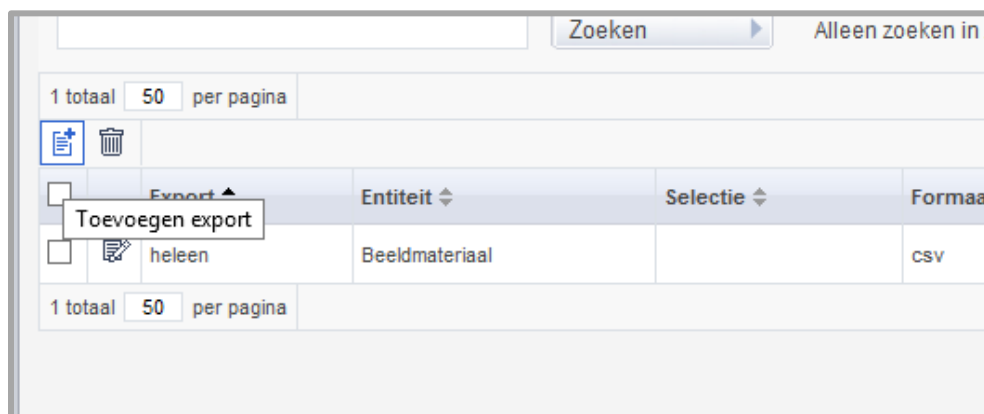 Zoeken Alleen zoeken in
1 totaal 50 per pagina
Export Entiteit Selectie Formaa
Toevoegen export
heleen Beeldmateriaal csv
1 totaal 50 per pagina